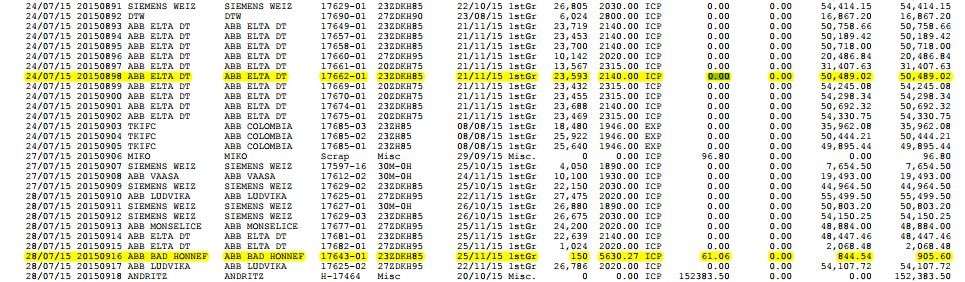 24/07/15 20150891 SIEMENS WEIZ SIEMENS WEIZ 17629-01 23ZDKH85 22/10/15 1stGr 26,805 2030.00 ICP 0.00 0.00 54,414.15 54,414.15
24/07/15 20150892 DTW DTW 17690-01 27ZDKH90 23/08/15 1stGr 6,024 2800.00 ICP 0.00 0.00 16,867.20 16,867.20
24/07/15 20150893 ABB ELTA DT ABB ELTA DT 17649-01 23ZDKH85 21/11/15 1stGr 23,719 2140.00 ICP 0.00 0.00 50,758.66 50,758.66
24/07/15 20150894 ABB ELTA DT ABB ELTA DT 17657-01 23ZDKH85 21/11/15 1stGr 23,453 2140.00 ICP 0.00 0.00 50,189.42 50,189.42
24/07/15 20150895 ABB ELTA DT ABB ELTA DT 17658-01 23ZDKH85 21/11/15 1stGr 23,700 2140.00 ICP 0.00 0.00 50,718.00 50,718.00
24/07/15 20150896 ABB ELTA DT ABB ELTA DT 17660-01 27ZDKH90 21/11/15 1stGr 10,142 2020.00 ICP 0.00 0.00 20,486.84 20,486.84
24/07/15 20150897 ABB ELTA DT ABB ELTA DT 17661-01 20ZDKH75 21/11/15 1stGr 13,567 2315.00 ICP 0.00 0.00 31,407.63 31,407.63
24/07/15 20150898 ABB ELTA DT ABB ELTA DT 17662-01 23ZDKH85 21/11/15 1stGr 23,593 2140.00 ICP 0.00 0.00 50,489.02 50,489.02
24/07/15 20150899 ABB ELTA DT ABB ELTA DT 17669-01 20ZDKH75 21/11/15 1stGr 23,432 2315.00 ICP 0.00 0.00 54,245.08 54,245.08
24/07/15 20150900 ABB ELTA DT ABB ELTA DT 17670-01 20ZDKH75 21/11/15 1stGr 23,455 2315.00 ICP 0.00 0.00 54,298.34 54,298.34
24/07/15 20150901 ABB ELTA DT ABB ELTA DT 17674-01 23ZDKH85 21/11/15 1stGr 23,688 2140.00 ICP 0.00 0.00 50,692.32 50,692.32
24/07/15 20150902 ABB ELTA DT ABB ELTA DT 17675-01 20ZDKH75 21/11/15 1stGr 23,469 2315.00 ICP 0.00 0.00 54,330.75 54,330.75
24/07/15 20150903 TKIFC ABB COLOMBIA 17685-03 23ZH85 08/08/15 1stGr 18,480 1946.00 EXP 0.00 0.00 35,962.08 35,962.08
24/07/15 20150904 TKIFC ABB COLOMBIA 17685-02 23ZH85 08/08/15 1stGr 25,922 1946.00 EXP 0.00 0.00 50,444.21 50,444.21
24/07/15 20150905 TKIFC ABB COLOMBIA 17685-01 23ZH85 08/08/15 1stGr 25,640 1946.00 EXP 0.00 0.00 49,895.44 49,895.44
27/07/15 20150906 MIKO MIKO Scrap Misc 29/09/15 Misc. 0 0.00 ICP 96.80 0.00 0.00 96.80
27/07/15 20150907 SIEMENS WEIZ SIEMENS WEIZ 17597-16 30M-0H 25/10/15 1stGr 4,050 1890.00 ICP 0.00 0.00 7,654.50 7,654.50
27/07/15 20150908 ABB VAASA ABB VAASA 17612-02 30M-0H 24/11/15 1stGr 10,100 1930.00 ICP 0.00 0.00 19,493.00 19,493.00
27/07/15 20150909 SIEMENS WEIZ SIEMENS WEIZ 17629-02 23ZDKH85 25/10/15 1stGr 22,150 2030.00 ICP 0.00 0.00 44,964.50 44,964.50
28/07/15 20150910 ABB LUDVIKA ABB LUDVIKA 17625-01 27ZDKH90 22/11/15 1stGr 27,475 2020.00 ICP 0.00 0.00 55,499.50 55,499.50
28/07/15 20150911 SIEMENS WEIZ SIEMENS WEIZ 17627-01 30M-0H 26/10/15 1stGr 26,880 1890.00 ICP 0.00 0.00 50,803.20 50,803.20
28/07/15 20150912 SIEMENS WEIZ SIEMENS WEIZ 17629-03 23ZDKH85 26/10/15 1stGr 26,675 2030.00 ICP 0.00 0.00 54,150.25 54,150.25
28/07/15 20150913 ABB MONSELICE ABB MONSELICE 17677-01 27ZDKH90 25/11/15 1stGr 24,200 2020.00 ICP 0.00 0.00 48,884.00 48,884.00
28/07/15 20150914 ABB ELTA DT ABB ELTA DT 17681-01 23ZDKH85 25/11/15 1stGr 22,639 2140.00 ICP 0.00 0.00 48,447.46 48,447.46
28/07/15 20150915 ABB ELTA DT ABB ELTA DT 17682-01 27ZDKH90 25/11/15 1stGr 1,024 2020.00 ICP 0.00 0.00 2,068.48 2,068.48
28/07/15 20150916 ABB BAD HONNEF ABB BAD HONNEF 17643-01 23ZDKH85 25/11/15 1stGr 150 5630.27 ICP 61.06 0.00 844.54 905.60
28/07/15 20150917 ABB LUDVIKA ABB LUDVIKA 17625-02 27ZDKH90 22/11/15 1stGr 26,786 2020.00 ICP 0.00 0.00 54,107.72 54,107.72
28/07/15 20150918 ANDRITZ ANDRITZ H-17464 Misc 20/10/15 Misc. 0 0.00 ICP 152383.50 0.00 0.00 152,383.50